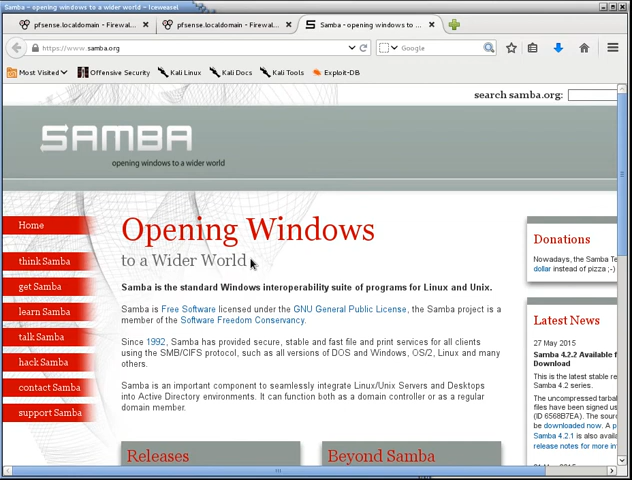 Samba - opening windows to a wider world - Iceweasel
pfsense.localdomain - Firewal...
pfsense.localdomain - Firewal...
Samba - opening windows to ...
https://www.samba.org
Google
Most Visited
Offensive Security
Kali Linux
Kali Docs
Kali Tools
Exploit-DB
search samba.org:
SAMBA
opening windows to a wider world
Home
think Samba
get Samba
learn Samba
talk Samba
hack Samba
contact Samba
support Samba
Opening Windows
to a Wider World
Samba is the standard Windows interoperability suite of programs for Linux and Unix.
Samba is Free Software licensed under the GNU General Public License, the Samba project is a
member of the Software Freedom Conservancy.
Since 1992, Samba has provided secure, stable and fast file and print services for all clients
using the SMB/CIFS protocol, such as all versions of DOS and Windows, OS/2, Linux and many
others.
Samba is an important component to seamlessly integrate Linux/Unix Servers and Desktops
into Active Directory environments. It can function both as a domain controller or as a regular
domain member.
Releases
Beyond Samba
Donations
Nowadays, the Samba Te
dollar instead of pizza ;-)
Latest News
27 May 2015
Samba 4.2.2 Available f
Download
This is the latest stable re
Samba 4.2 series.
The uncompressed tarbal
files have been signed us
(ID 6568B7EA). The sour
be downloaded now. A p
Samba 4.2.1 is also availa
release notes for more in